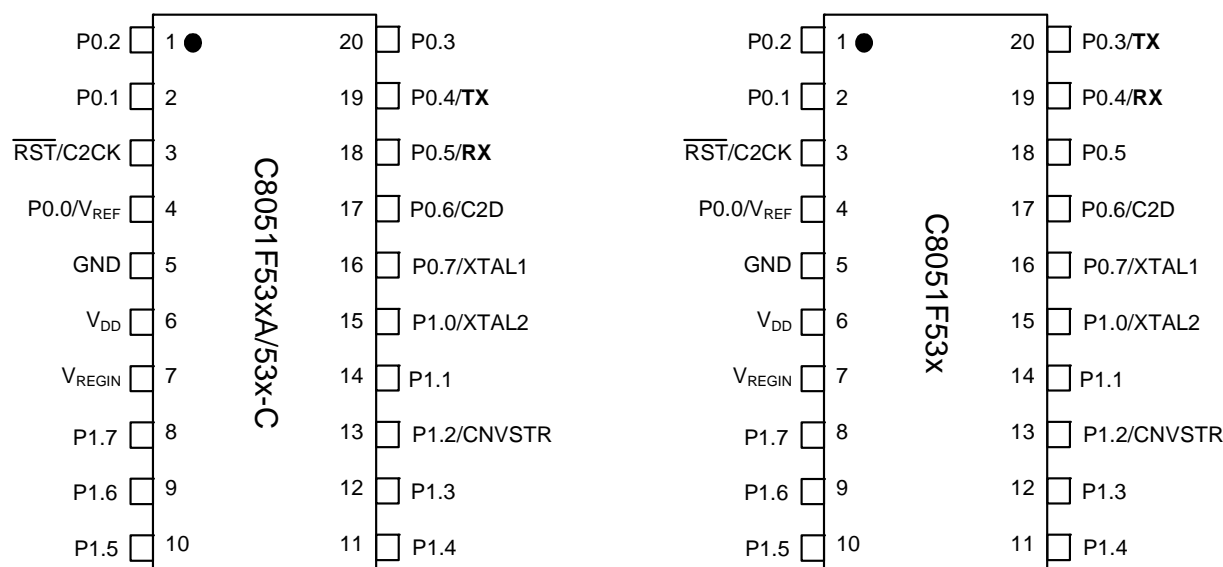 P0.2 1 20 P0.3
P0.1 2 19 P0.4/TX
RST/C2CK 3 18 P0.5/RX
P0.0/VREF 4 17 P0.6/C2D
GND 5 16 P0.7/XTAL1
VDD 6 15 P1.0/XTAL2
VREGIN 7 14 P1.1
P1.7 8 13 P1.2/CNVSTR
P1.6 9 12 P1.3
P1.5 10 11 P1.4
C8051F53xA/53x-C
P0.2 1 20 P0.3/TX
P0.1 2 19 P0.4/RX
RST/C2CK 3 18 P0.5
P0.0/VREF 4 17 P0.6/C2D
GND 5 16 P0.7/XTAL1
VDD 6 15 P1.0/XTAL2
VREGIN 7 14 P1.1
P1.7 8 13 P1.2/CNVSTR
P1.6 9 12 P1.3
P1.5 10 11 P1.4
C8051F53x